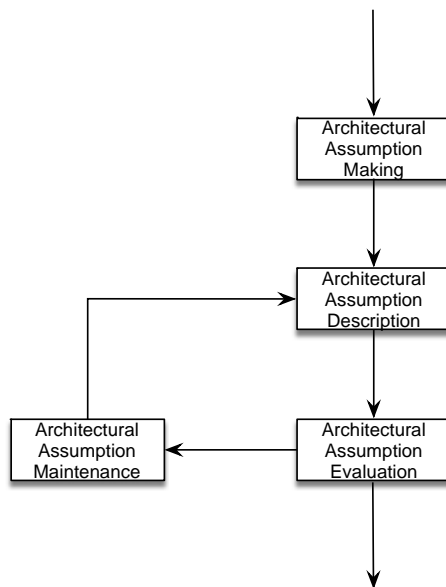 Architectural
Assumption
Making
Architectural
Assumption
Description
Architectural
Assumption
Maintenance
Architectural
Assumption
Evaluation